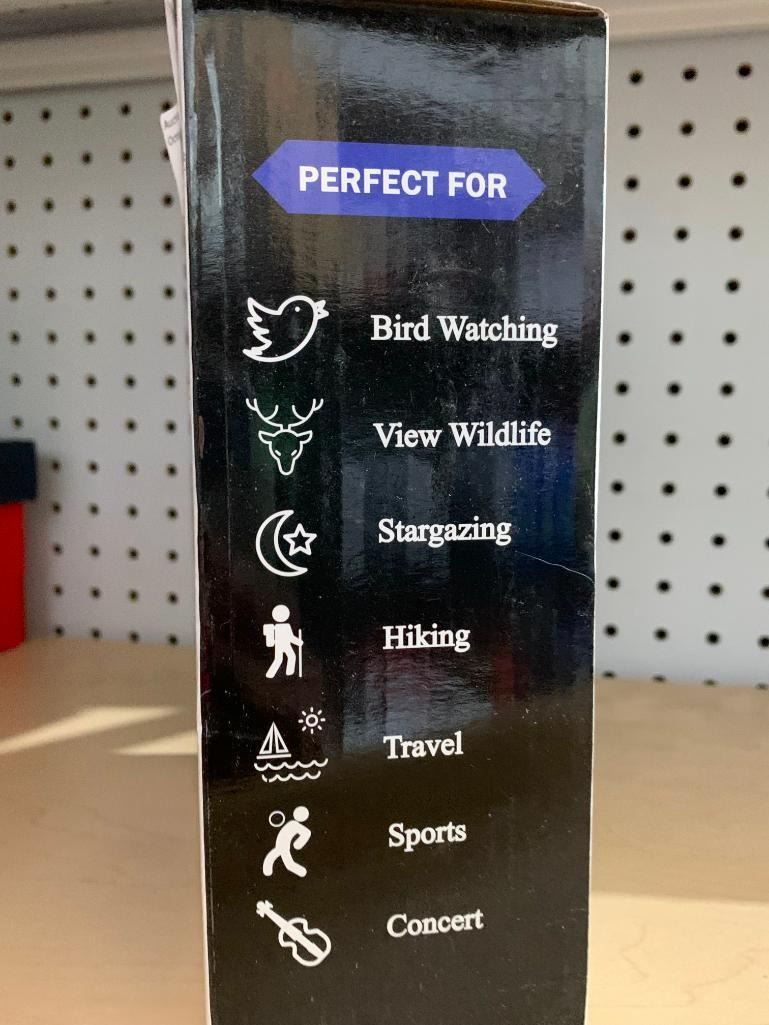 PERFECT FOR
Bird Watching
View Wildlife
Stargazing
Hiking
Travel
Sports
Concert